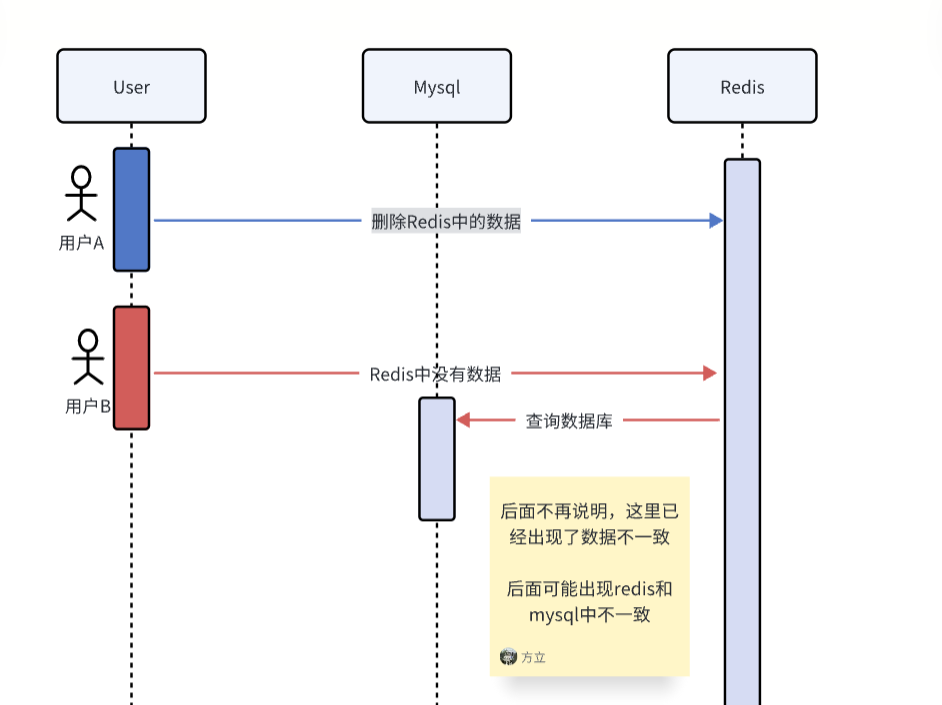 User
Mysql
Redis
删除Redis中的数据
用户A
Redis中没有数据
用户B
查询数据库
后面不再说明，这里已
经出现了数据不一致
后面可能出现redis和
mysql中不一致
方立